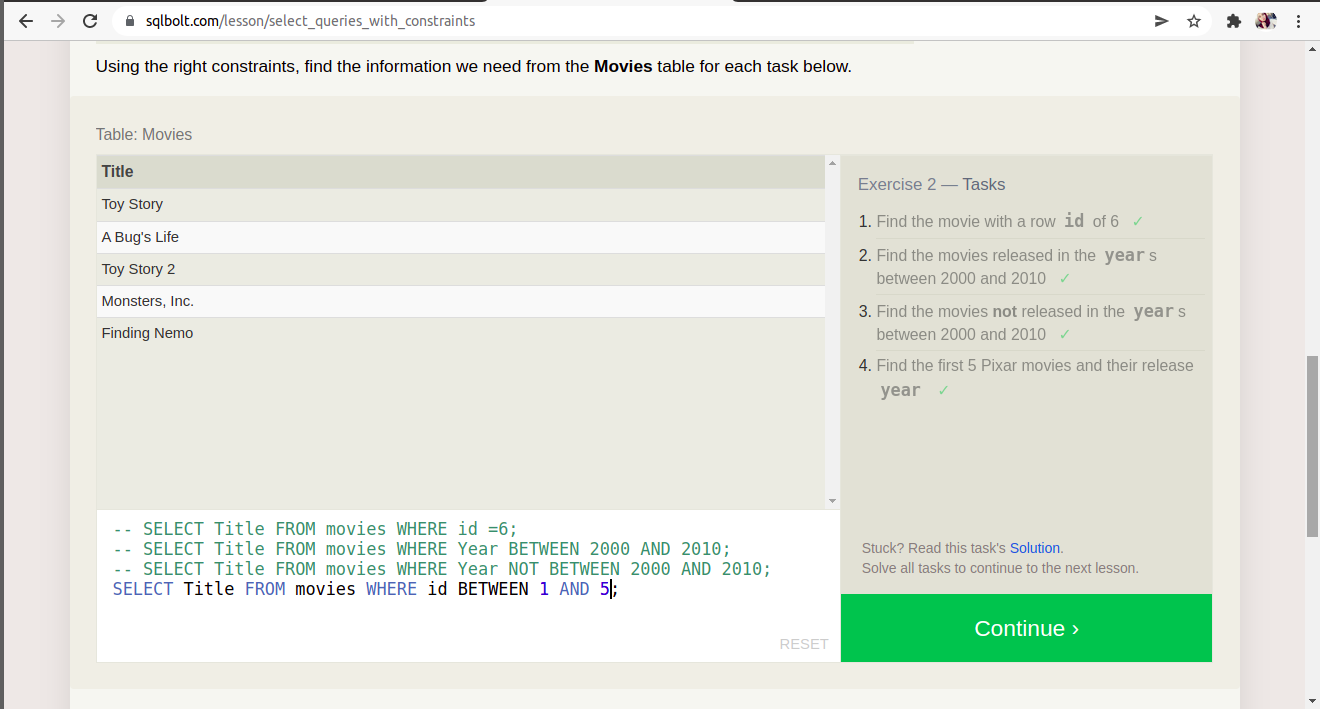 sqlbolt.com/lesson/select_queries_with_constraints
Using the right constraints, find the information we need from the Movies table for each task below.
Table: Movies
Title
Toy Story
A Bug's Life
Toy Story 2
Monsters, Inc.
Finding Nemo
-- SELECT Title FROM movies WHERE id =6;
-- SELECT Title FROM movies WHERE Year BETWEEN 2000 AND 2010;
-- SELECT Title FROM movies WHERE Year NOT BETWEEN 2000 AND 2010;
SELECT Title FROM movies WHERE id BETWEEN 1 AND 5;
RESET
Exercise 2 — Tasks
1. Find the movie with a row id of 6 ✓
2. Find the movies released in the year s
between 2000 and 2010 ✓
3. Find the movies not released in the year s
between 2000 and 2010 ✓
4. Find the first 5 Pixar movies and their release
year ✓
Stuck? Read this task's Solution.
Solve all tasks to continue to the next lesson.
Continue ›